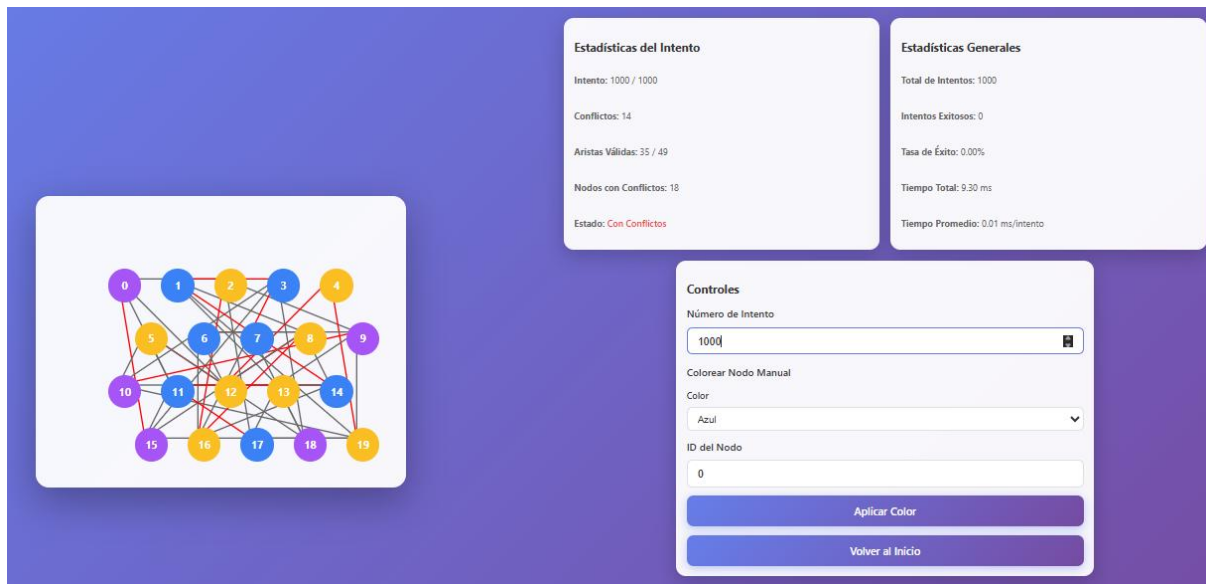 Estadísticas del Intento
Intento: 1000 / 1000
Conflictos: 14
Aristas Válidas: 35 / 49
Nodos con Conflictos: 18
Estado: Con Conflictos
Estadísticas Generales
Total de Intentos: 1000
Intentos Exitosos: 0
Tasa de Éxito: 0.00%
Tiempo Total: 9.30 ms
Tiempo Promedio: 0.01 ms/intento
0 1 2 3 4
5 6 7 8 9
10 11 12 13 14
15 16 17 18 19
Controles
Número de Intento
1000
Colorear Nodo Manual
Color
Azul
ID del Nodo
0
Aplicar Color
Volver al Inicio